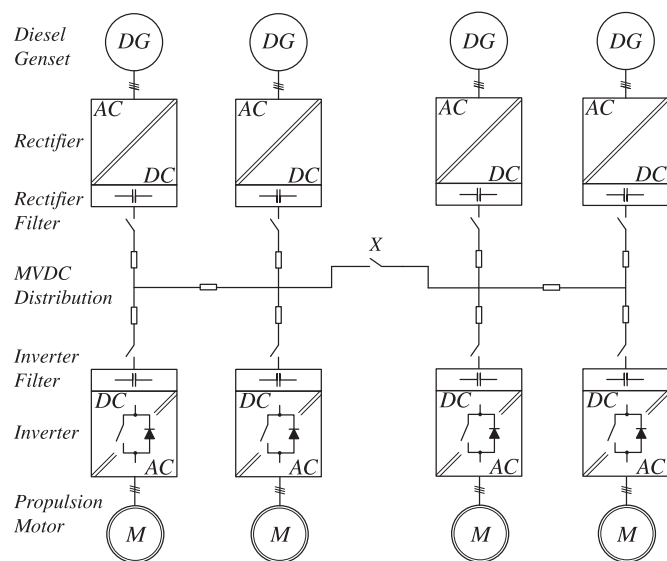 Diesel
Genset
DG DG DG DG
AC AC AC AC
Rectifier
DC DC DC DC
Rectifier
Filter
X
MVDC
Distribution
Inverter
Filter
DC DC DC DC
Inverter
AC AC AC AC
Propulsion
Motor
M M M M